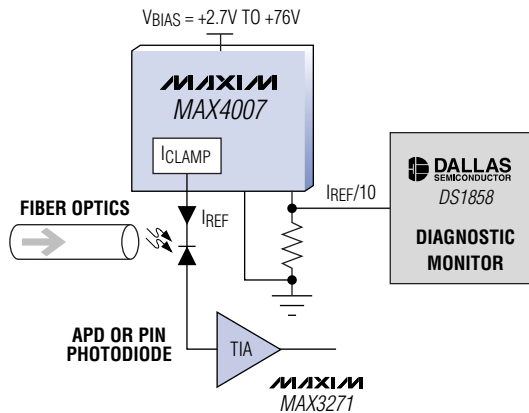 VBIAS = +2.7V TO +76V
MAXIM
MAX4007
ICLAMP
IREF
IREF/10
FIBER OPTICS
DALLAS
SEMICONDUCTOR
DS1858
DIAGNOSTIC
MONITOR
APD OR PIN
PHOTODIODE
TIA
MAXIM
MAX3271